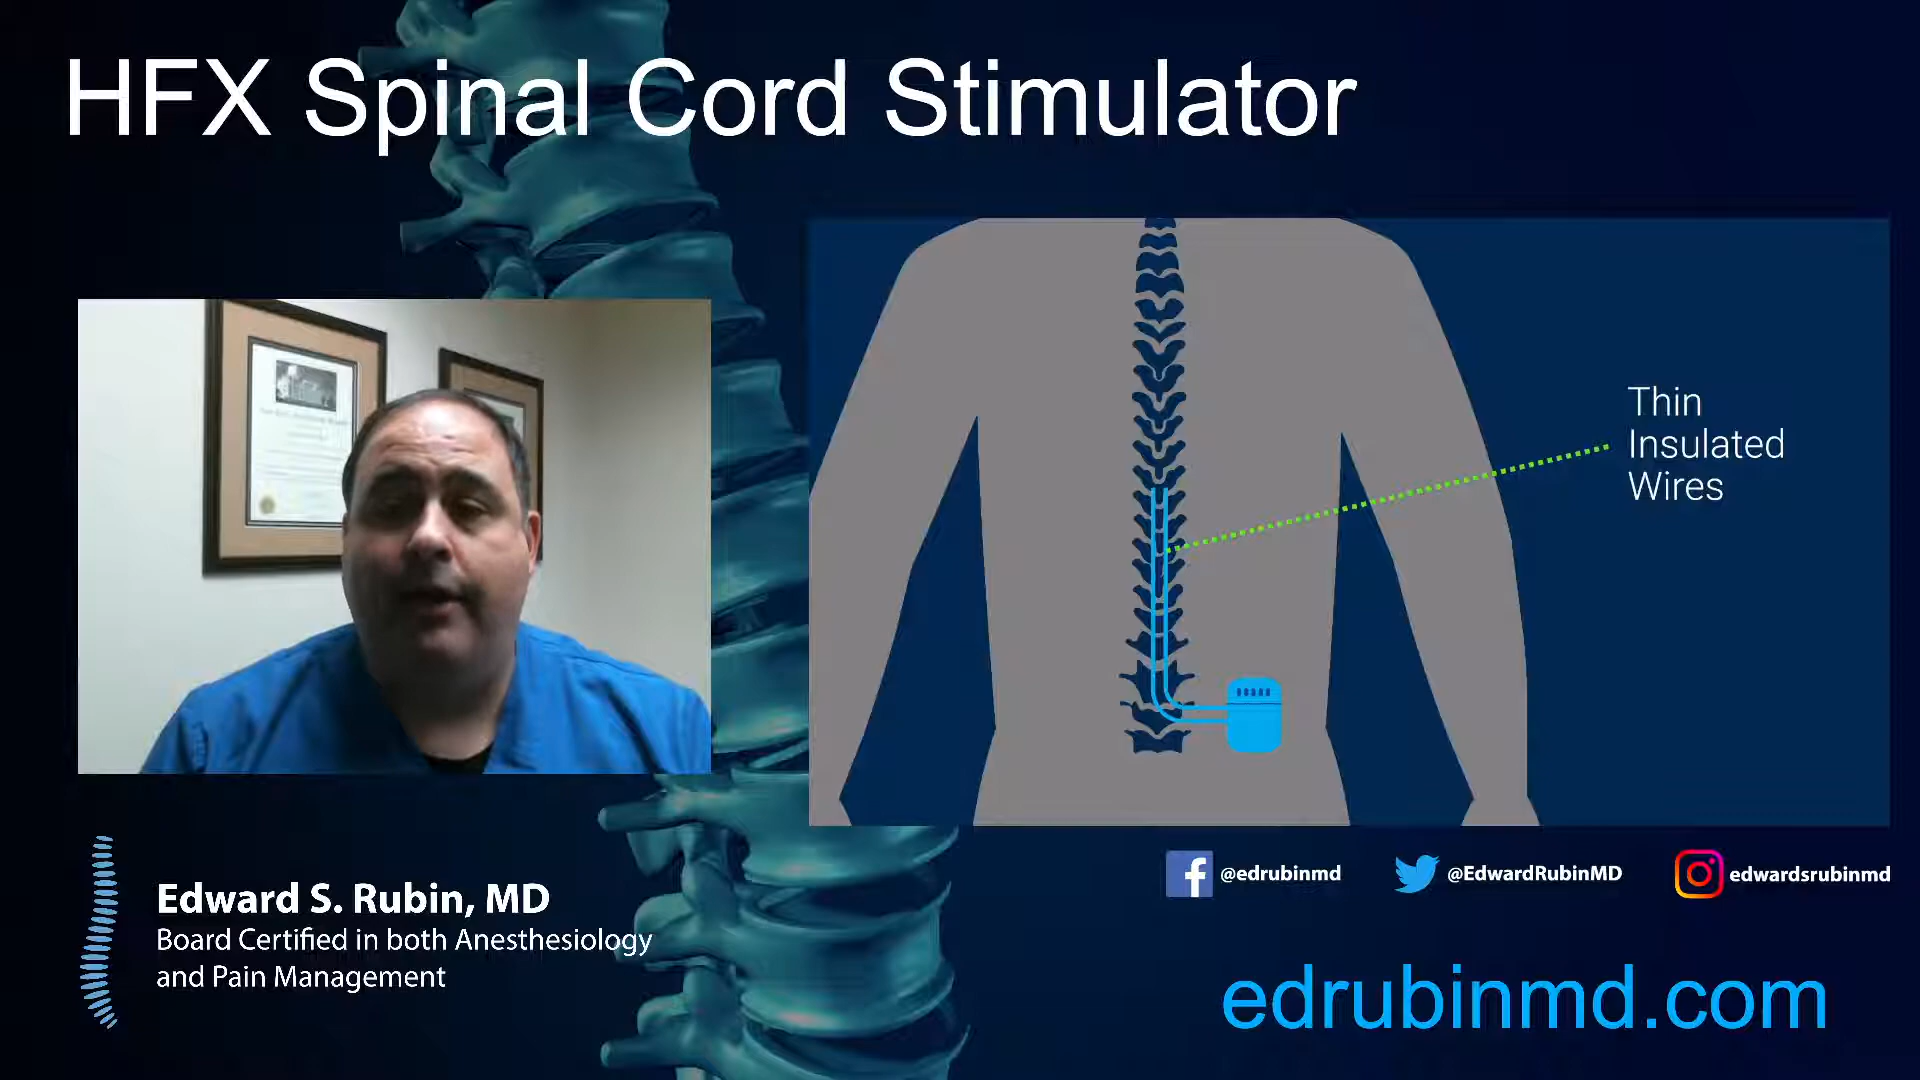 HFX Spinal Cord Stimulator
Thin
Insulated
Wires
@edrubinmd
@EdwardRubinMD
edwardsrubinmd
Edward S. Rubin, MD
Board Certified in both Anesthesiology
and Pain Management
edrubinmd.com